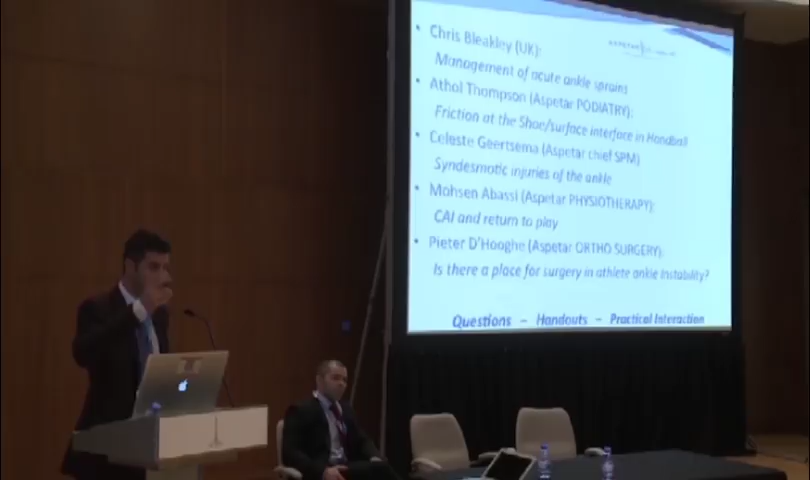 • Chris Bleakley (UK):
Management of acute ankle sprains
• Athol Thompson (Aspetar PODIATRY):
Friction at the Shoe/surface interface in Handball
• Celeste Geertsema (Aspetar chief SPM)
Syndesmotic injuries of the ankle
• Mohsen Abassi (Aspetar PHYSIOTHERAPY):
CAI and return to play
• Pieter D'Hooghe (Aspetar ORTHO SURGERY):
Is there a place for surgery in athlete ankle instability?
Questions – Handouts – Practical Interaction